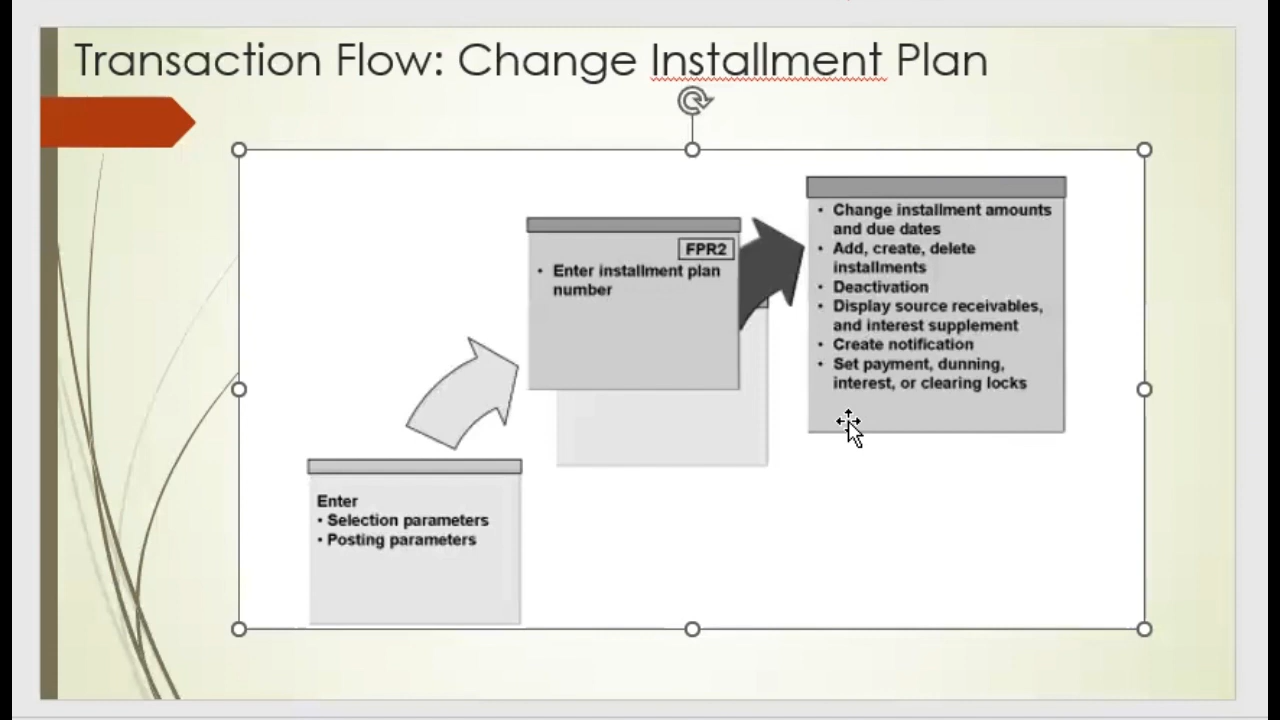 Transaction Flow: Change Installment Plan
FPR2
• Enter installment plan
number
• Change installment amounts
and due dates
• Add, create, delete
installments
• Deactivation
• Display source receivables,
and interest supplement
• Create notification
• Set payment, dunning,
interest, or clearing locks
Enter
• Selection parameters
• Posting parameters